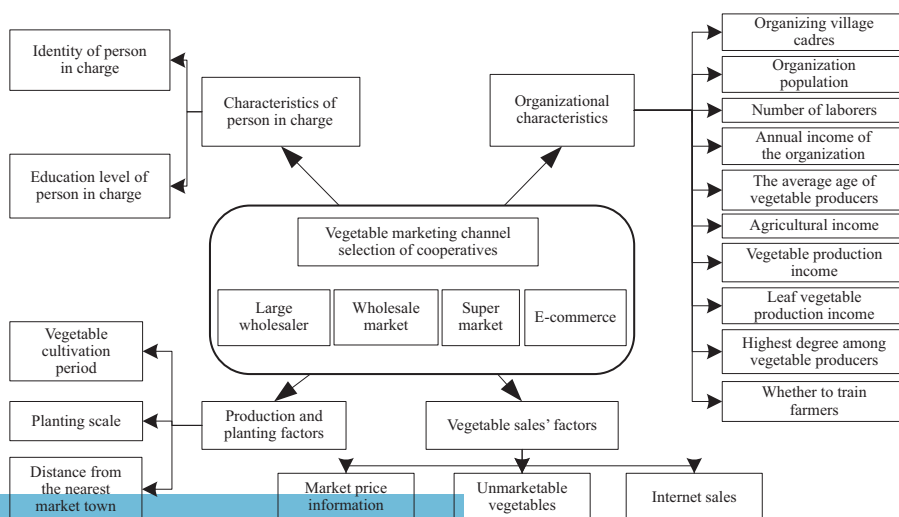 Identity of person
in charge
Education level of
person in charge
Characteristics of
person in charge
Organizational
characteristics
Organizing village
cadres
Organization
population
Number of laborers
Annual income of
the organization
The average age of
vegetable producers
Agricultural income
Vegetable production
income
Leaf vegetable
production income
Highest degree among
vegetable producers
Whether to train
farmers
Vegetable marketing channel
selection of cooperatives
Large
wholesaler
Wholesale
market
Super
market
E-commerce
Vegetable
cultivation
period
Planting scale
Distance from
the nearest
market town
Production and
planting factors
Vegetable sales’ factors
Market price
information
Unmarketable
vegetables
Internet sales